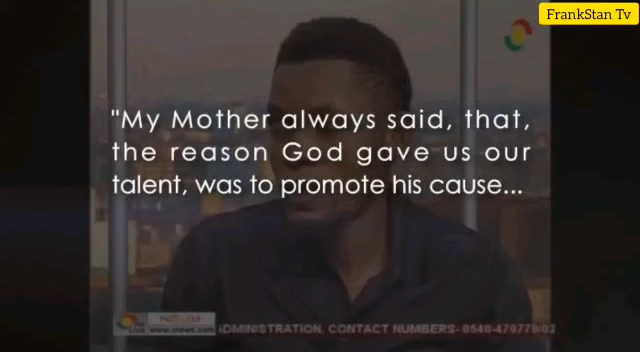 FrankStan Tv
"My Mother always said, that,
the reason God gave us our
talent, was to promote his cause...
LIVE
ADMINISTRATION. CONTACT NUMBERS- 0540-479779/02